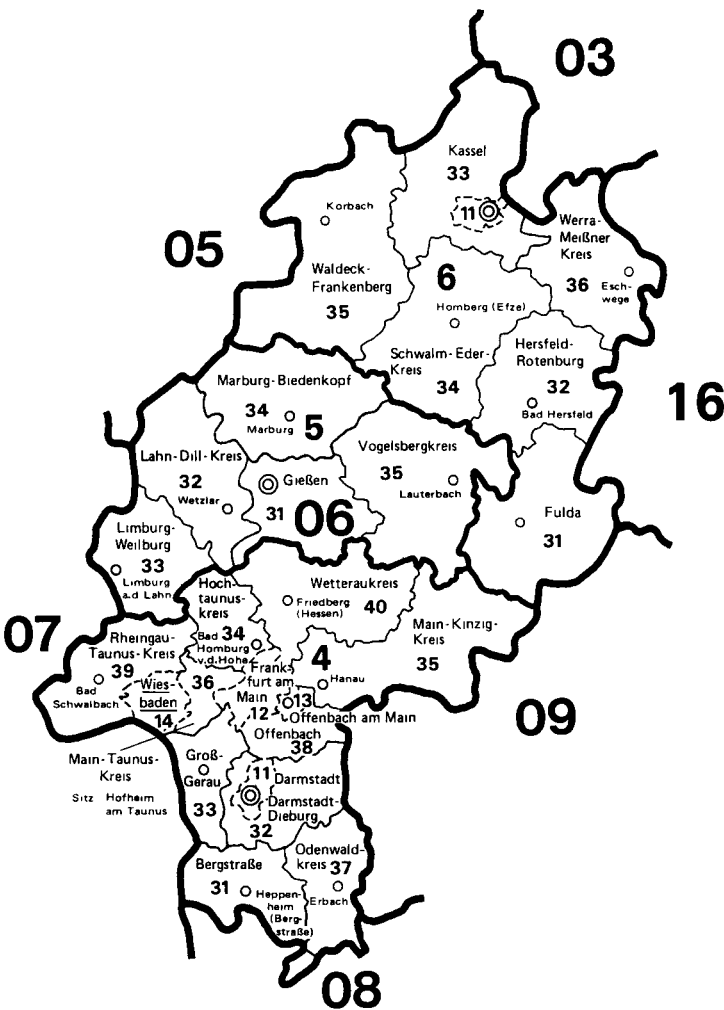 03
Kassel
33
11
Korbach
Werra-
Meißner
Kreis
36
Esch-
wege
05
Waldeck-
Frankenberg
35
6
Homberg (Efze)
Schwalm-Eder-
Kreis
34
Hersfeld-
Rotenburg
32
Bad Hersfeld
16
Marburg-Biedenkopf
34
Marburg
5
Vogelsbergkreis
35
Lauterbach
Lahn-Dill-Kreis
32
Wetzlar
Gießen
31
06
Fulda
31
Limburg-
Weilburg
33
Limburg
a.d Lahn
Hoch-
taunus-
kreis
Bad 34
Homburg
v.d.Hohe
Wetteraukreis
Friedberg
(Hessen)
40
Main-Kinzig-
Kreis
35
07
Rheingau-
Taunus-Kreis
39
Bad
Schwalbach
Wies-
baden
14
36
Frank-
furt am
Main
12
4
Hanau
13
Offenbach am Main
Offenbach
38
09
Main-Taunus-
Kreis
Sitz Hofheim
am Taunus
Groß-
Gerau
33
11 Darmstadt
Darmstadt-
Dieburg
32
Bergstraße
31
Heppen-
heim
(Berg-
straße)
Odenwald-
kreis 37
Erbach
08